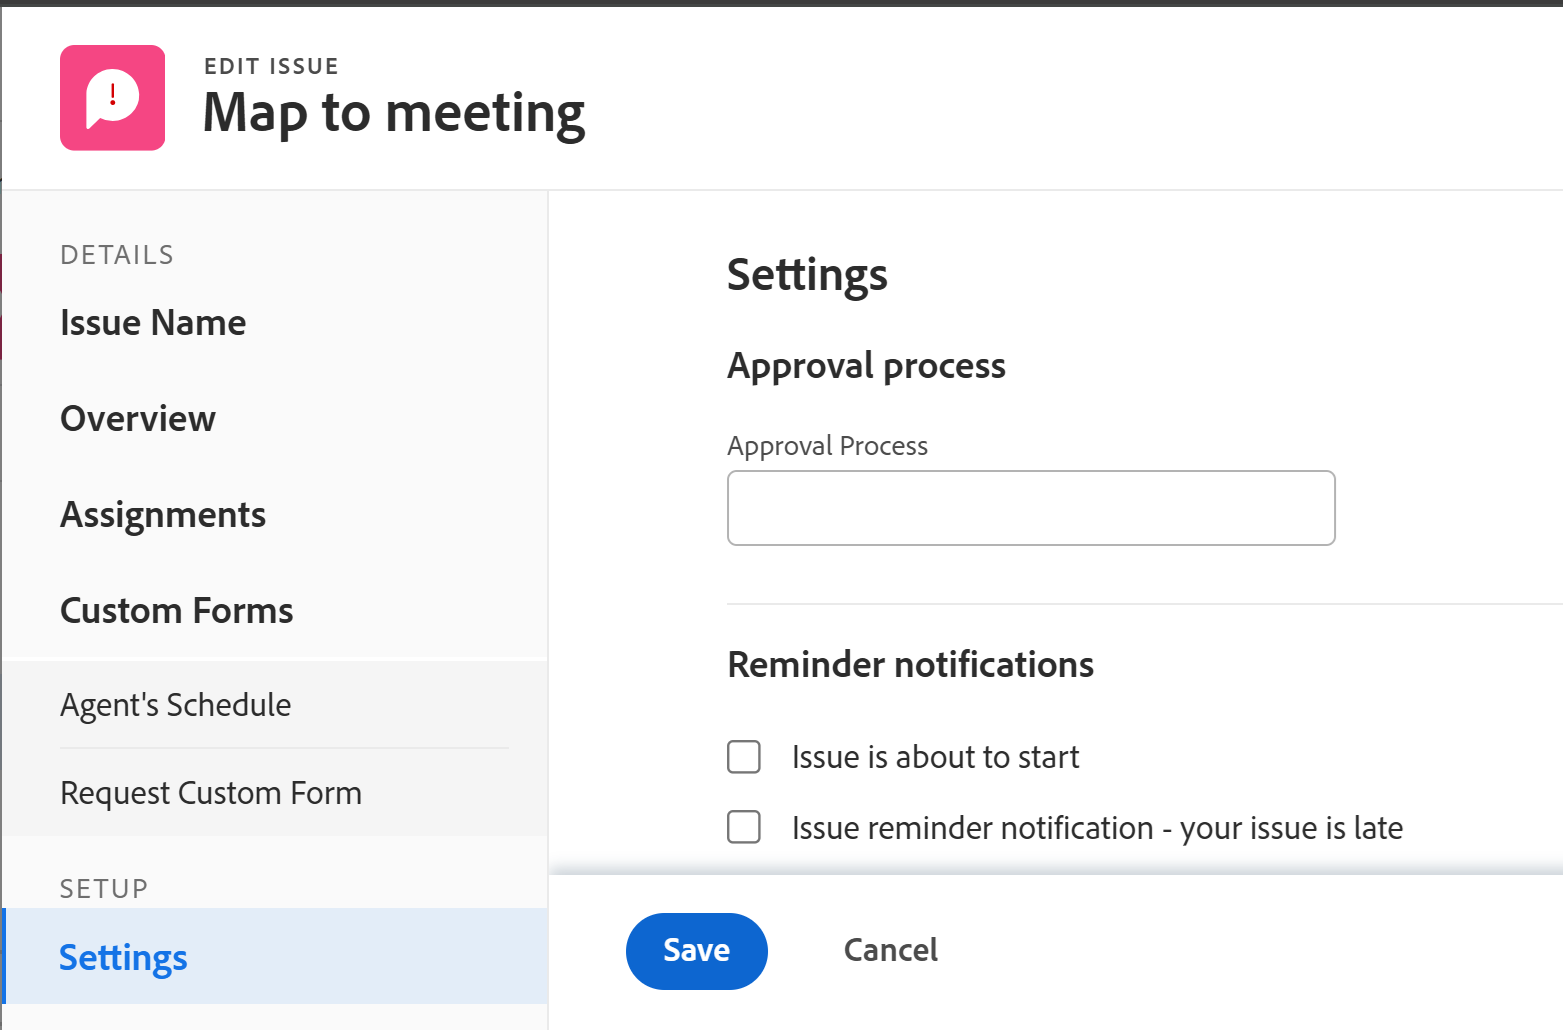 EDIT ISSUE
Map to meeting
DETAILS
Issue Name
Overview
Assignments
Custom Forms
Agent's Schedule
Request Custom Form
SETUP
Settings
Settings
Approval process
Approval Process
Reminder notifications
Issue is about to start
Issue reminder notification - your issue is late
Save Cancel